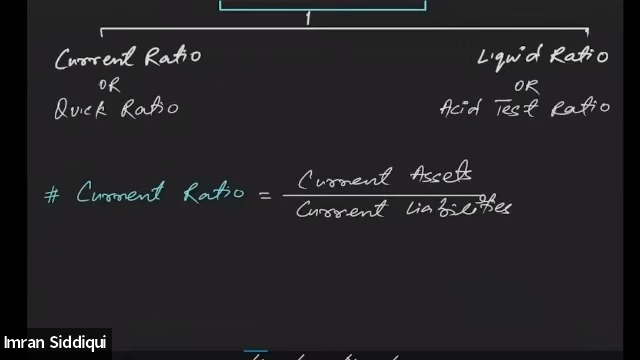 Current Ratio
OR
Quick Ratio
Liquid Ratio
OR
Acid Test Ratio
# Current Ratio = Current Assets
Current Liabilities
Imran Siddiqui